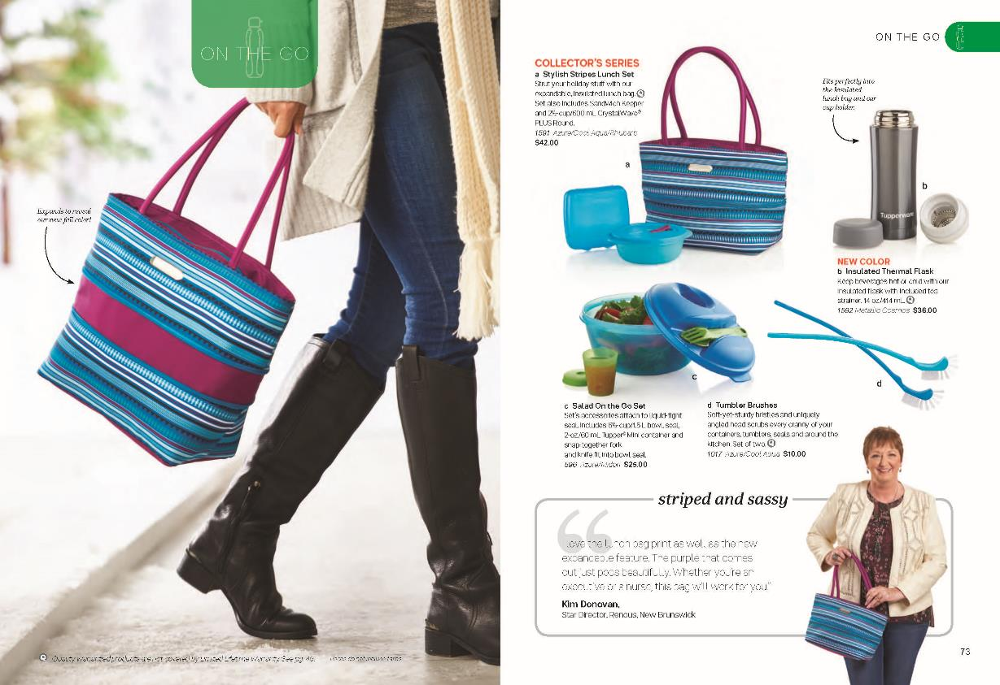 ON THE GO
Expands to reveal
our new fall color!
Quality warrantied products are not covered by Limited Lifetime Warranty. See pg. 46. Prices do not reflect taxes.
ON THE GO
COLLECTOR'S SERIES
a Stylish Stripes Lunch Set
Strut your holiday stuff with our
expandable, insulated lunch bag. Q
Set also includes Sandwich Keeper
and 2½-cup/600 mL CrystalWave®
PLUS Round.
1591 Azure/Cool Aqua/Rhubarb
$42.00
a
Fits perfectly into
the insulated
lunch bag and car
cup holder.
b
Tupperware
NEW COLOR
b Insulated Thermal Flask
Keep beverages hot or cold with our
insulated flask with included tea
strainer. 14 oz./414 mL. Q
1592 Metallic Cosmos $36.00
c
d
c Salad On the Go Set
Set's accessories attach to liquid-tight
seal. Includes 6¼-cup/1.5 L bowl, seal,
2-oz./60 mL Tupper® Mini container and
snap-together fork
and knife fit into bowl seal.
596 Azure/Midori $25.00
d Tumbler Brushes
Soft-yet-sturdy bristles and uniquely
angled head scrubs every cranny of your
containers, tumblers, seals and around the
kitchen. Set of two. Q
1017 Azure/Cool Aqua $10.00
striped and sassy
“Love the lunch bag print as well as the new
expandable feature. The purple that comes
out just pops beautifully. Whether you're an
executive or a nurse, this bag will work for you.”
Kim Donovan,
Star Director, Renous, New Brunswick
73